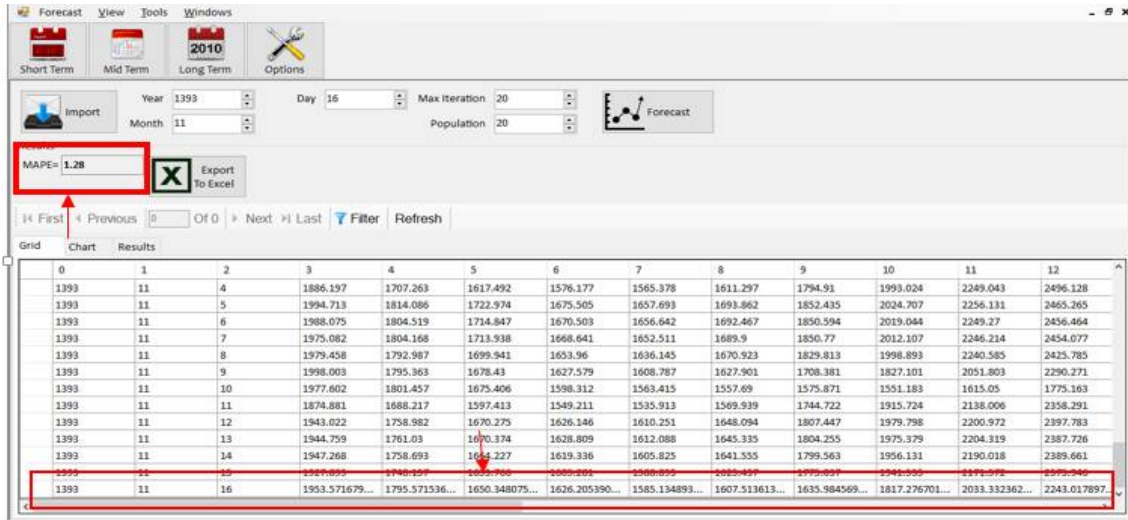 Forecast View Tools Windows
2010
Short Term Mid Term Long Term Options
Import Year 1393 Day 16 Max Iteration 20 Forecast
Month 11 Population 20
MAPE= 1.28 Export To Excel
First Previous 0 Of 0 Next Last Filter Refresh
Grid Chart Results
0 1 2 3 4 5 6 7 8 9 10 11 12
1393 11 4 1886.197 1707.263 1617.492 1576.177 1565.378 1611.297 1794.91 1993.024 2249.043 2496.128
1393 11 5 1994.713 1814.086 1722.974 1675.505 1657.693 1693.862 1852.435 2024.707 2256.131 2465.265
1393 11 6 1988.075 1804.519 1714.847 1670.503 1656.642 1692.467 1850.594 2019.044 2249.27 2456.464
1393 11 7 1975.082 1804.168 1713.938 1668.641 1652.511 1689.9 1850.77 2012.107 2246.214 2454.077
1393 11 8 1979.458 1792.987 1699.941 1653.96 1636.145 1670.923 1829.813 1998.893 2240.585 2425.785
1393 11 9 1998.003 1795.363 1678.43 1627.579 1608.787 1627.901 1708.381 1827.101 2051.803 2290.271
1393 11 10 1977.602 1801.457 1675.406 1598.312 1563.415 1557.69 1575.871 1551.183 1615.05 1775.163
1393 11 11 1874.881 1688.217 1597.413 1549.211 1535.913 1569.939 1744.722 1915.724 2138.006 2358.291
1393 11 12 1943.022 1758.982 1670.275 1626.146 1610.251 1648.094 1807.447 1979.798 2200.972 2397.783
1393 11 13 1944.759 1761.03 1670.374 1628.809 1612.088 1645.335 1804.255 1975.379 2204.319 2387.726
1393 11 14 1947.268 1758.693 1664.227 1619.336 1605.825 1641.555 1799.563 1956.131 2190.018 2389.661
1393 11 16 1953.571679... 1795.571536... 1650.348075... 1626.205390... 1585.134893... 1607.513613... 1635.984569... 1817.276701... 2033.332362... 2243.017897...